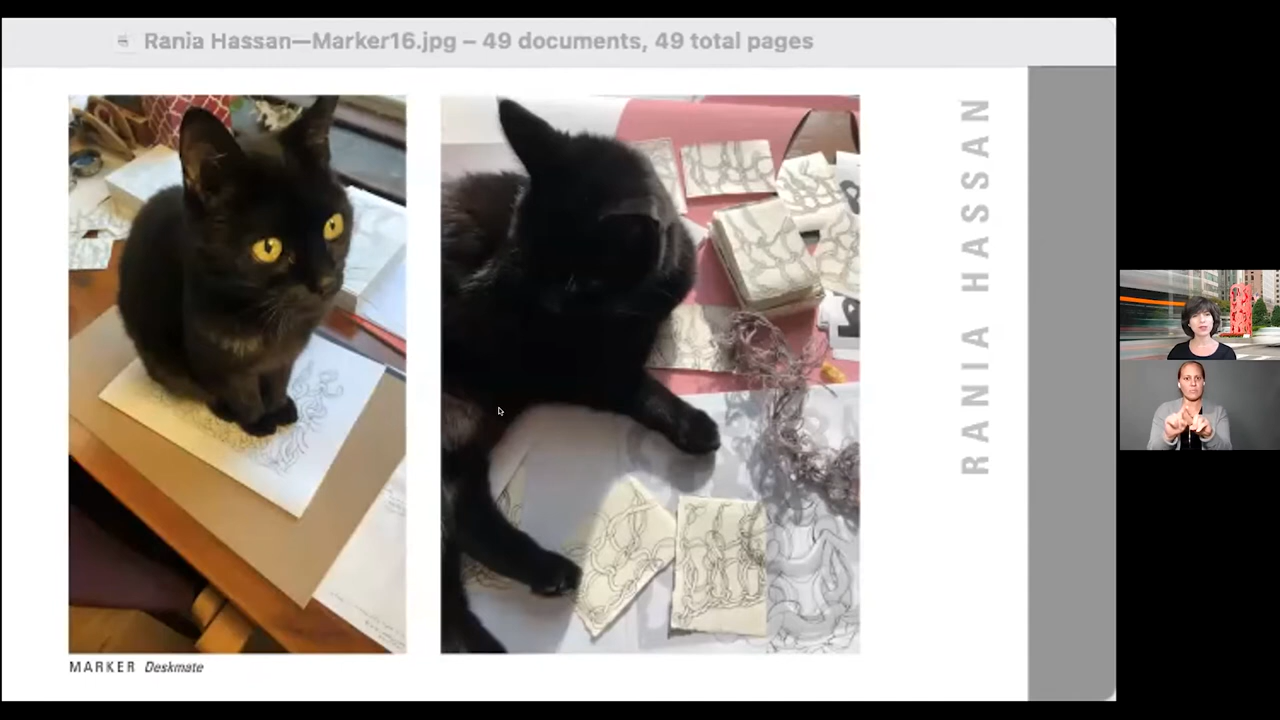 Rania Hassan—Marker16.jpg – 49 documents, 49 total pages
RANIA HASSAN
MARKER Deskmate